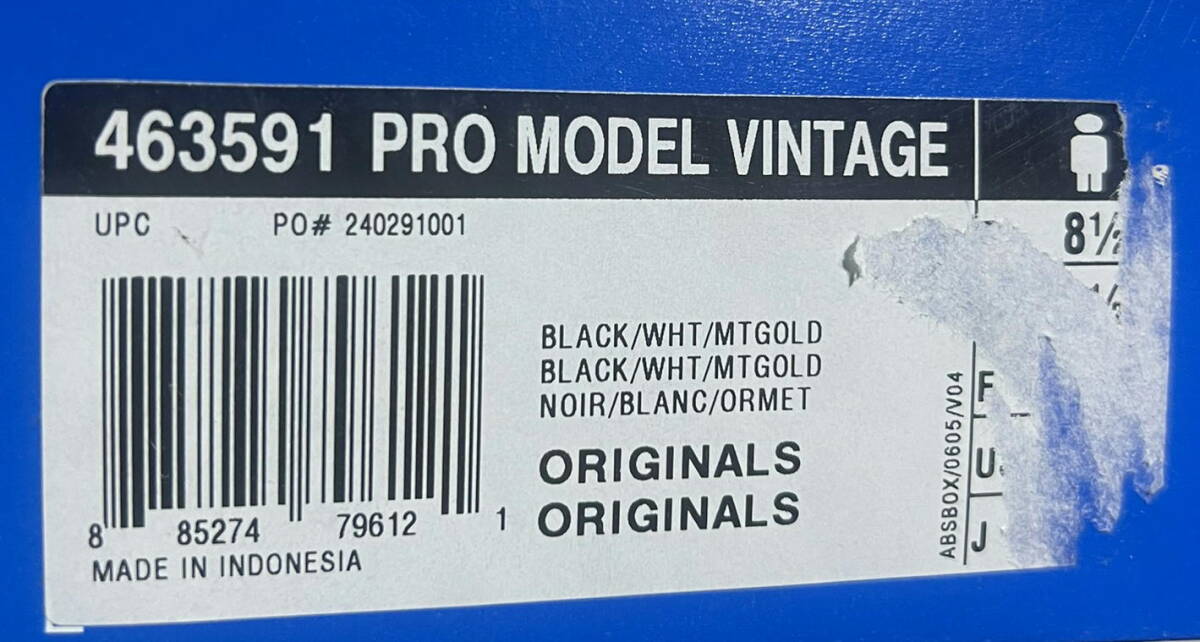 463591 PRO MODEL VINTAGE
UPC PO# 240291001
8½
BLACK/WHT/MTGOLD
BLACK/WHT/MTGOLD
NOIR/BLANC/ORMET
ORIGINALS
ORIGINALS
8 85274 79612 1
MADE IN INDONESIA
ABSBOX/0605/V04
F
U
J